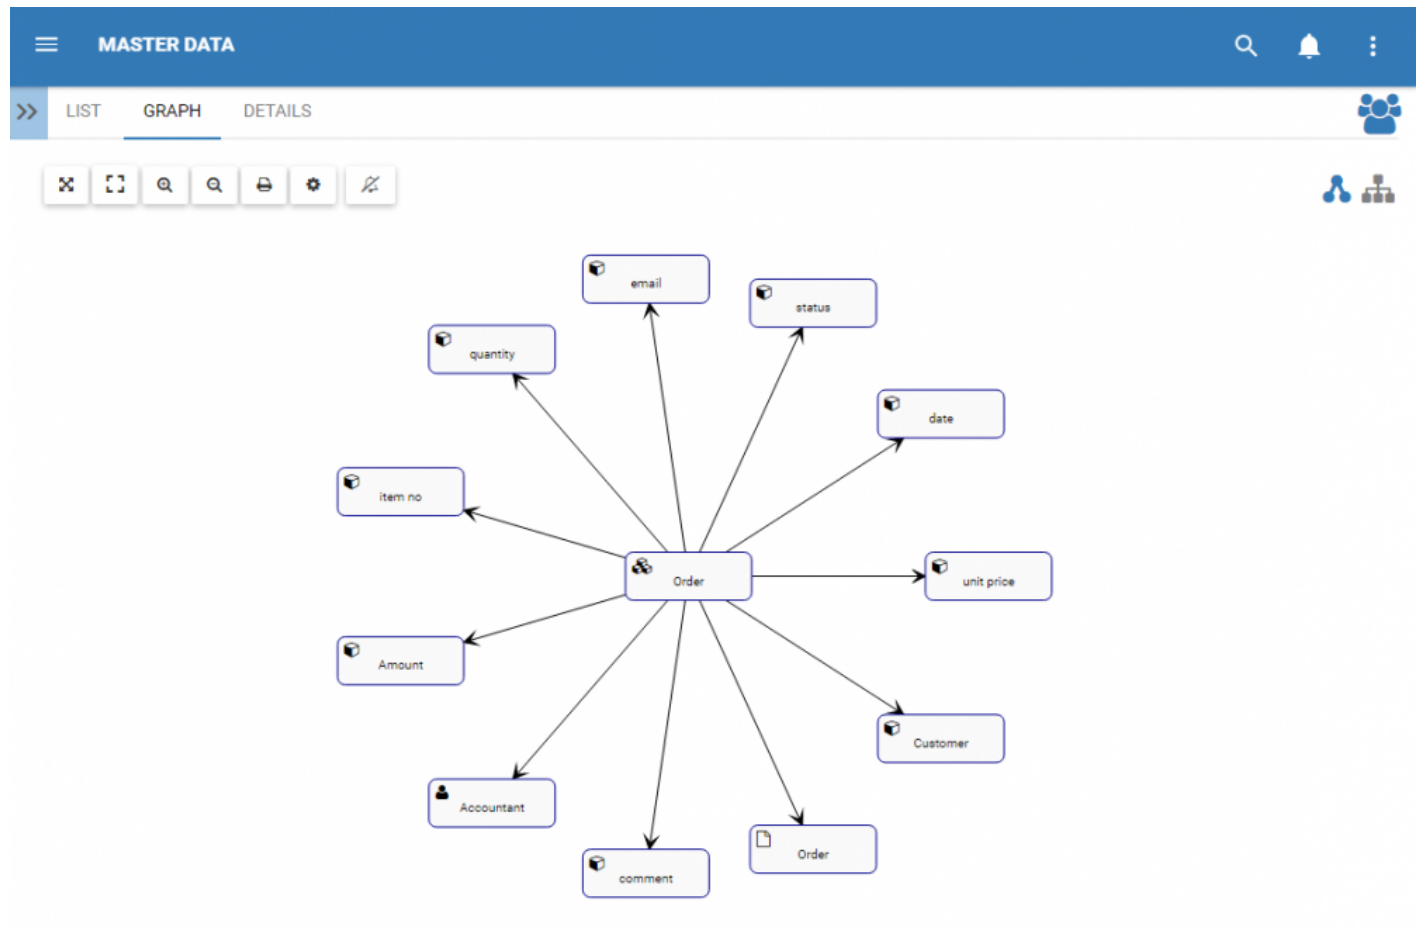 MASTER DATA
LIST
GRAPH
DETAILS
email
status
quantity
date
item no
Order
unit price
Amount
Customer
Accountant
Order
comment